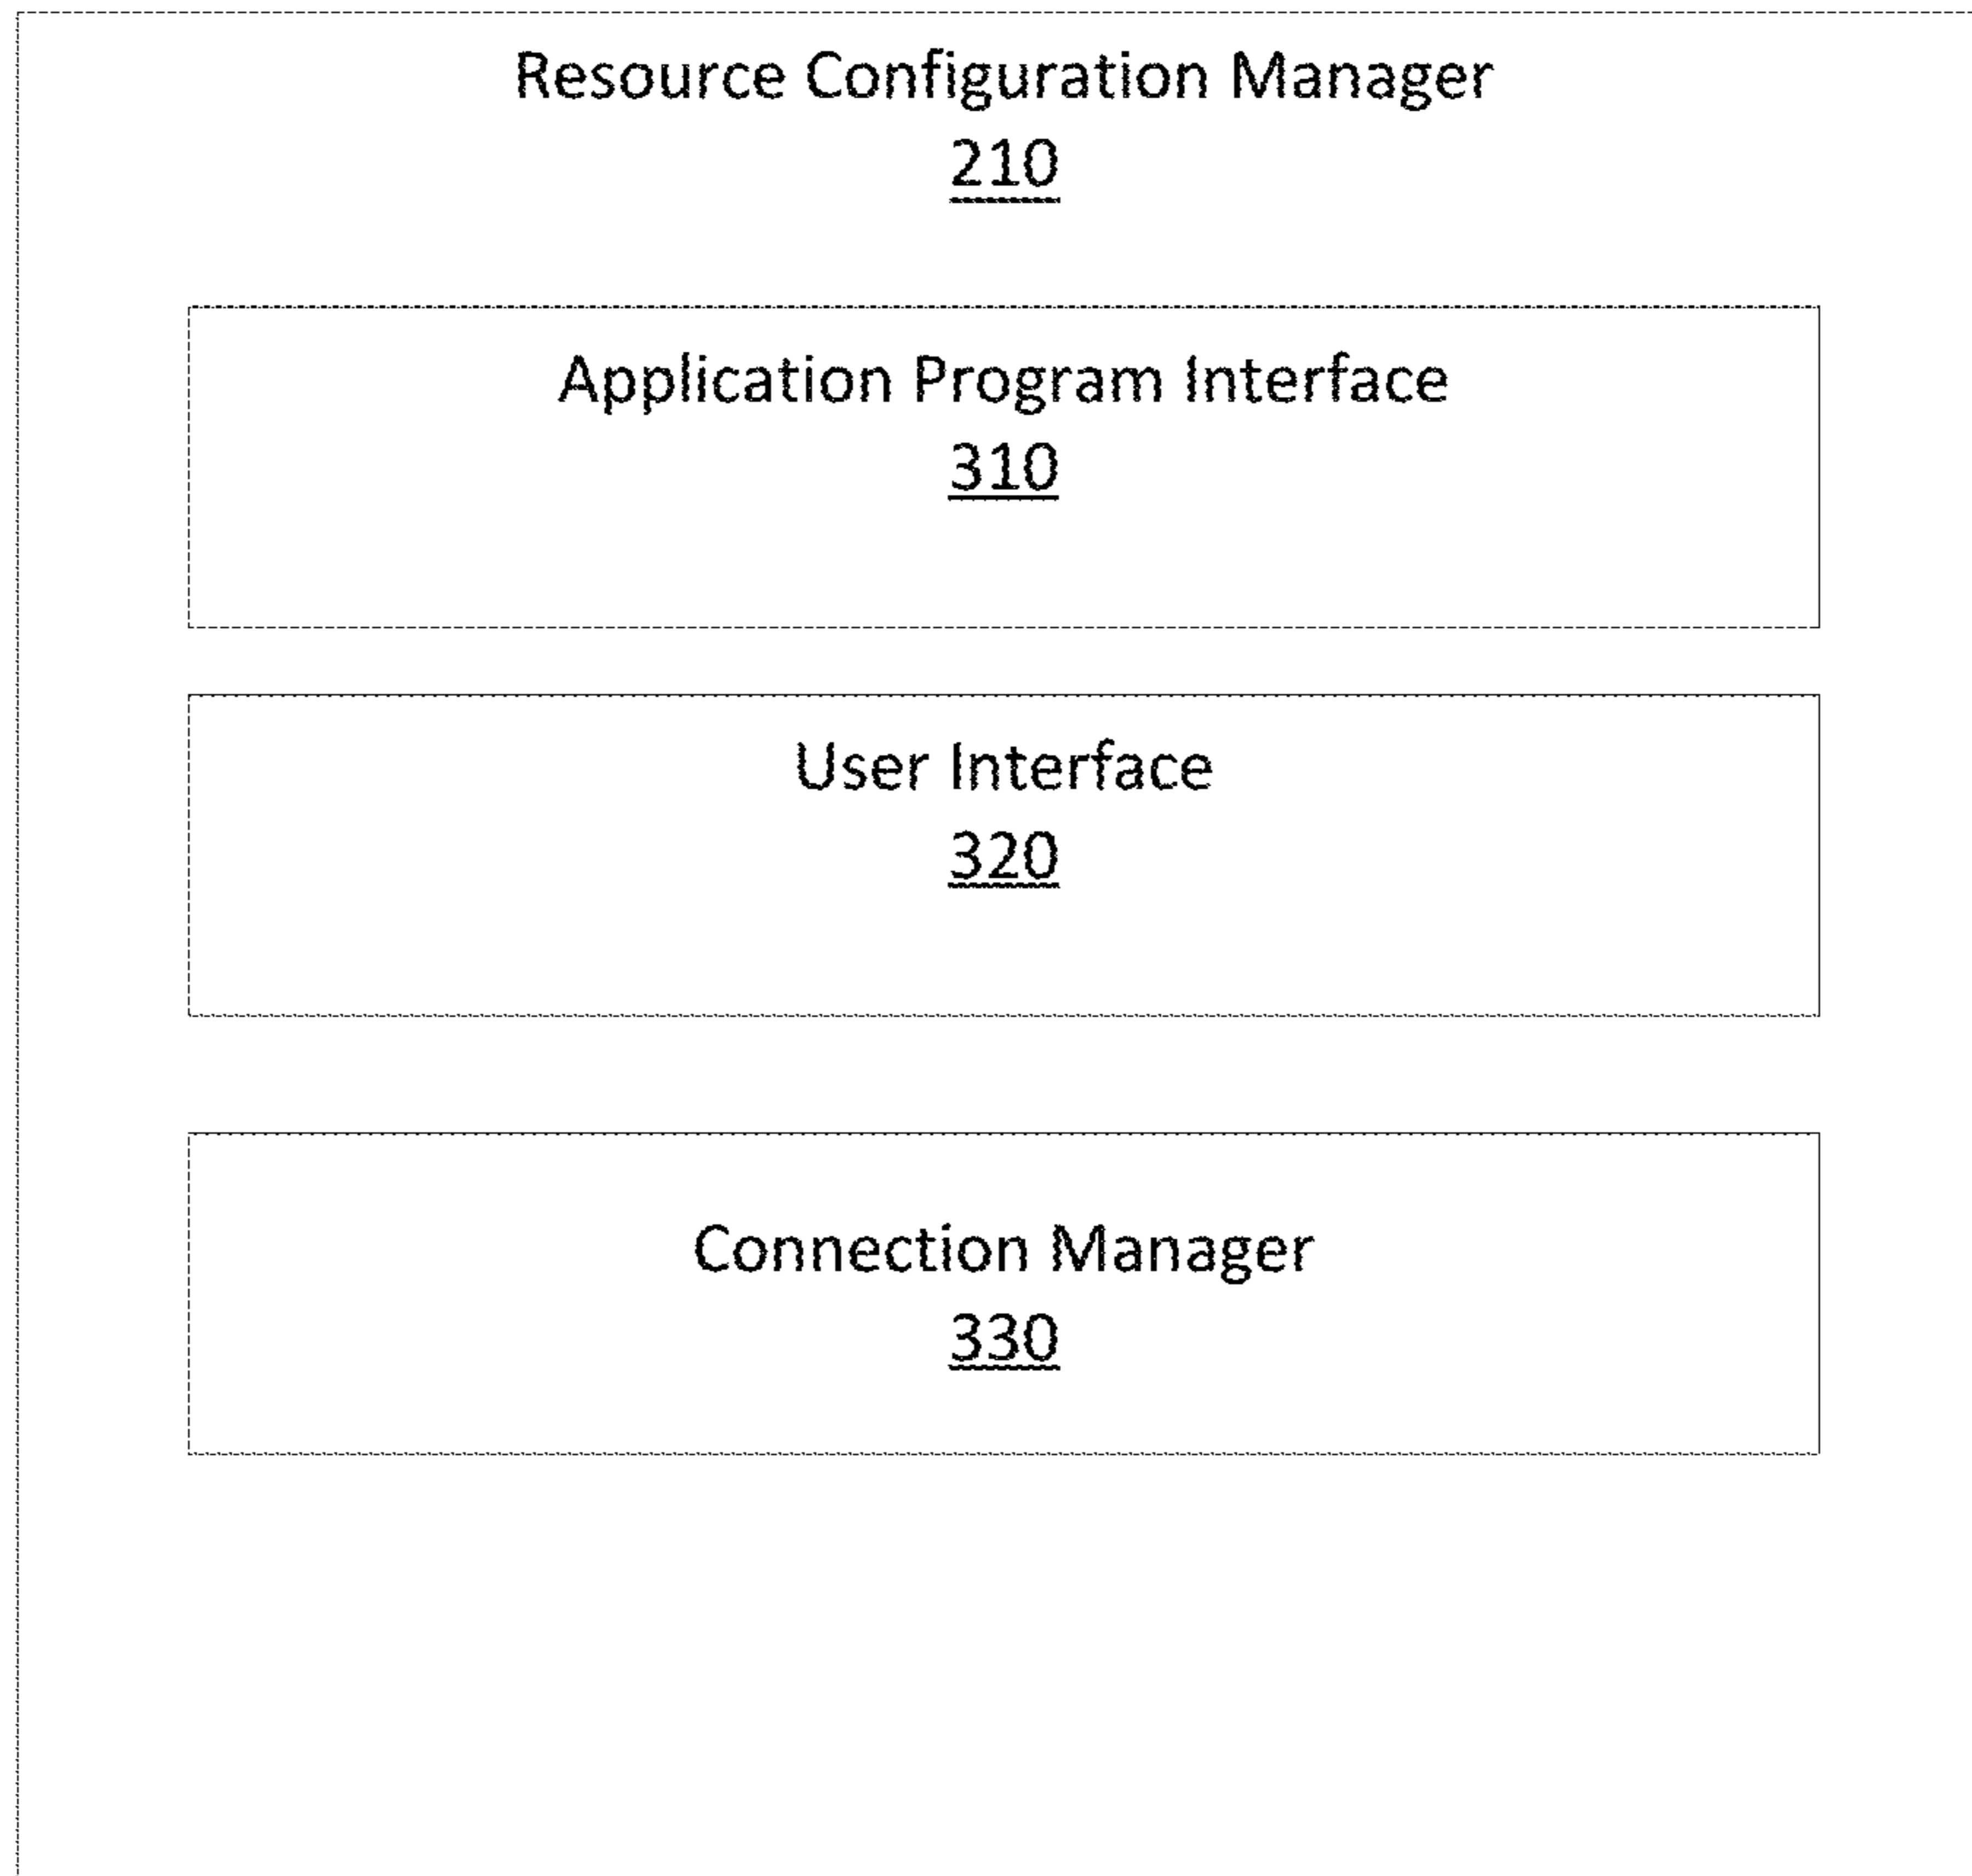 Resource Configuration Manager
210
Application Program Interface
310
User Interface
320
Connection Manager
330